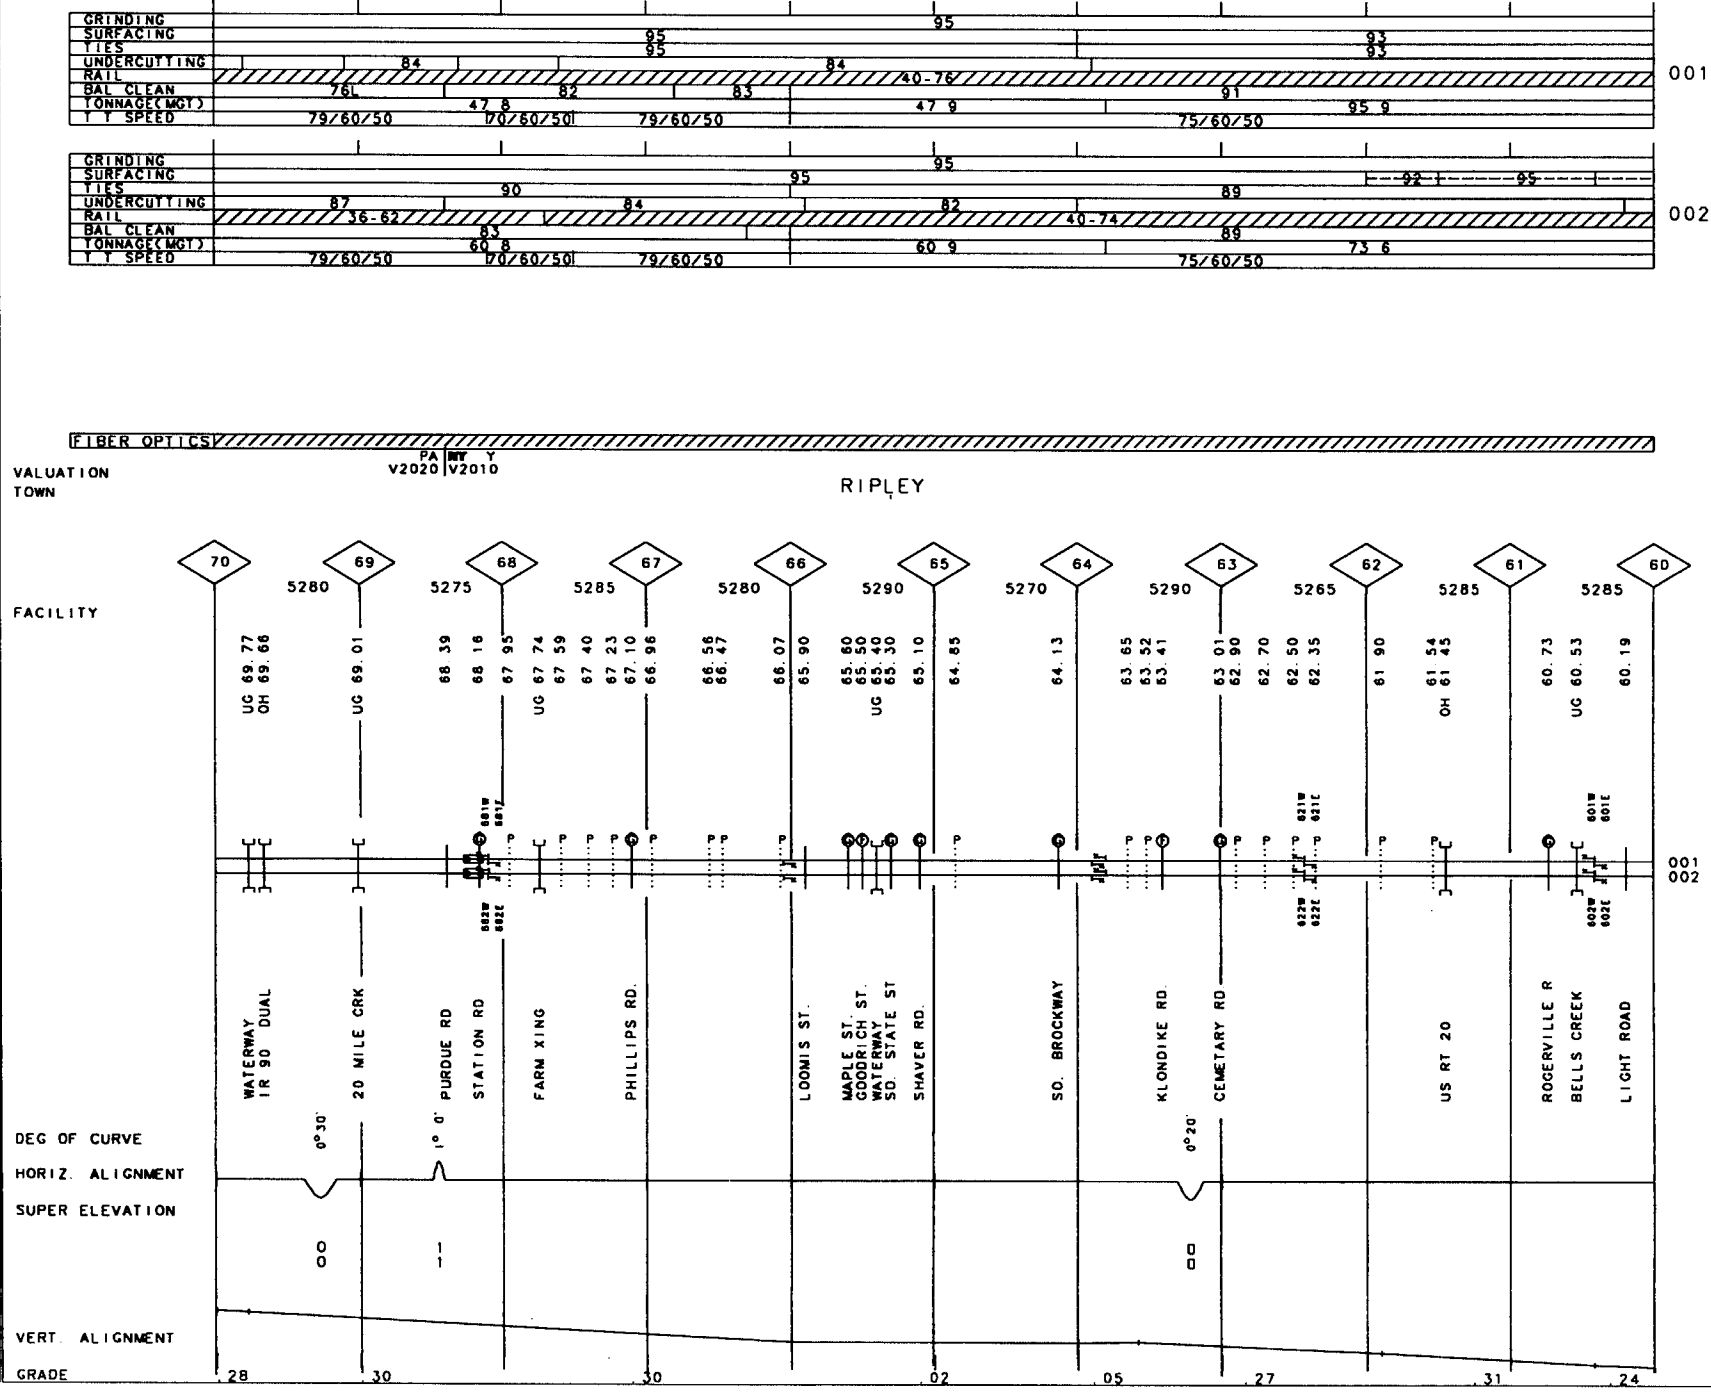 GRINDING 95
SURFACING 95 93
TIES 95 93
UNDERCUTTING 84 84
RAIL 40-76
BAL CLEAN 76L 82 83 91
TONNAGE(MGT) 47 8 47 9 95 9
T T SPEED 79/60/50 70/60/50 79/60/50 75/60/50
001
GRINDING 95
SURFACING 95 92 95
TIES 90 89
UNDERCUTTING 87 84 82
RAIL 36-62 40-74
BAL CLEAN 83 89
TONNAGE(MGT) 60 8 60 9 73 6
T T SPEED 79/60/50 70/60/50 79/60/50 75/60/50
002
FIBER OPTICS
PA Y
VALUATION V2020 V2010
TOWN RIPLEY
70 69 68 67 66 65 64 63 62 61 60
5280 5275 5285 5280 5290 5270 5290 5265 5285 5285
FACILITY
UG 69.77
OH 69.66
UG 69.01
68 39
68 16
67 95
UG 67 74
67 59
67 40
67 23
67.10
66.96
66.56
66.47
66.07
65.90
65.60
65.50
UG 65.40
65.30
65.10
64.85
64.13
63.65
63.52
63.41
63 01
62.90
62.70
62.50
62.35
61 90
61 54
OH 61 45
60.73
UG 60.53
60.19
681W 681E 621W 621E 601W 601E
P P P P P P P P P P P P P P P P P
001
002
682W 682E 622W 622E 602W 602E
WATERWAY
IR 90 DUAL
20 MILE CRK
PURDUE RD
STATION RD
FARM XING
PHILLIPS RD.
LOOMIS ST.
MAPLE ST.
GOODRICH ST.
WATERWAY
SD. STATE ST
SHAVER RD.
SD. BROCKWAY
KLONDIKE RD.
CEMETARY RD
US RT 20
ROGERVILLE R
BELLS CREEK
LIGHT ROAD
DEG OF CURVE 0°30' 1° 0' 0°20'
HORIZ. ALIGNMENT
SUPER ELEVATION
0 1 0
0 1 0
VERT. ALIGNMENT
GRADE .28 .30 .30 .02 .05 .27 .31 .24